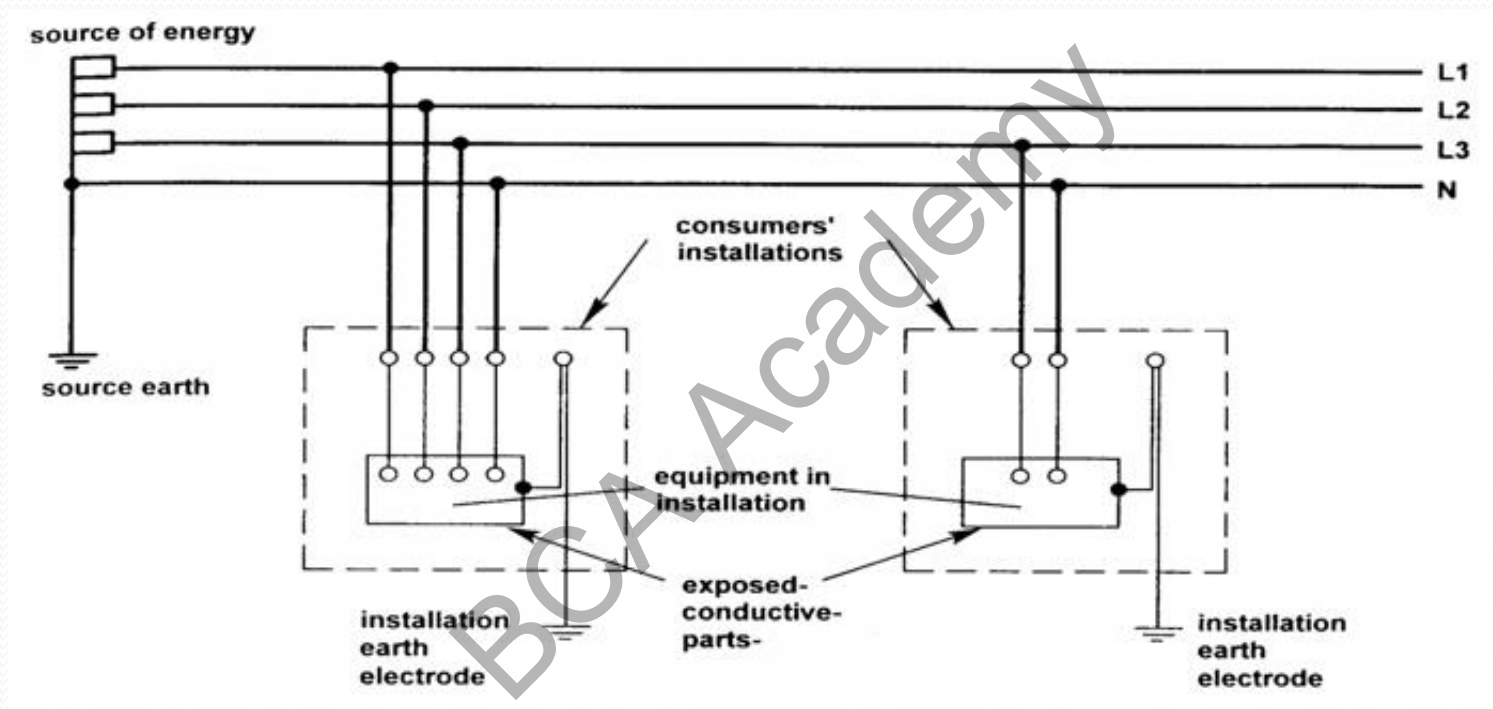 source of energy
L1
L2
L3
N
consumers'
installations
source earth
equipment in
installation
exposed-
conductive-
parts-
installation
earth
electrode
installation
earth
electrode
BCA Academy